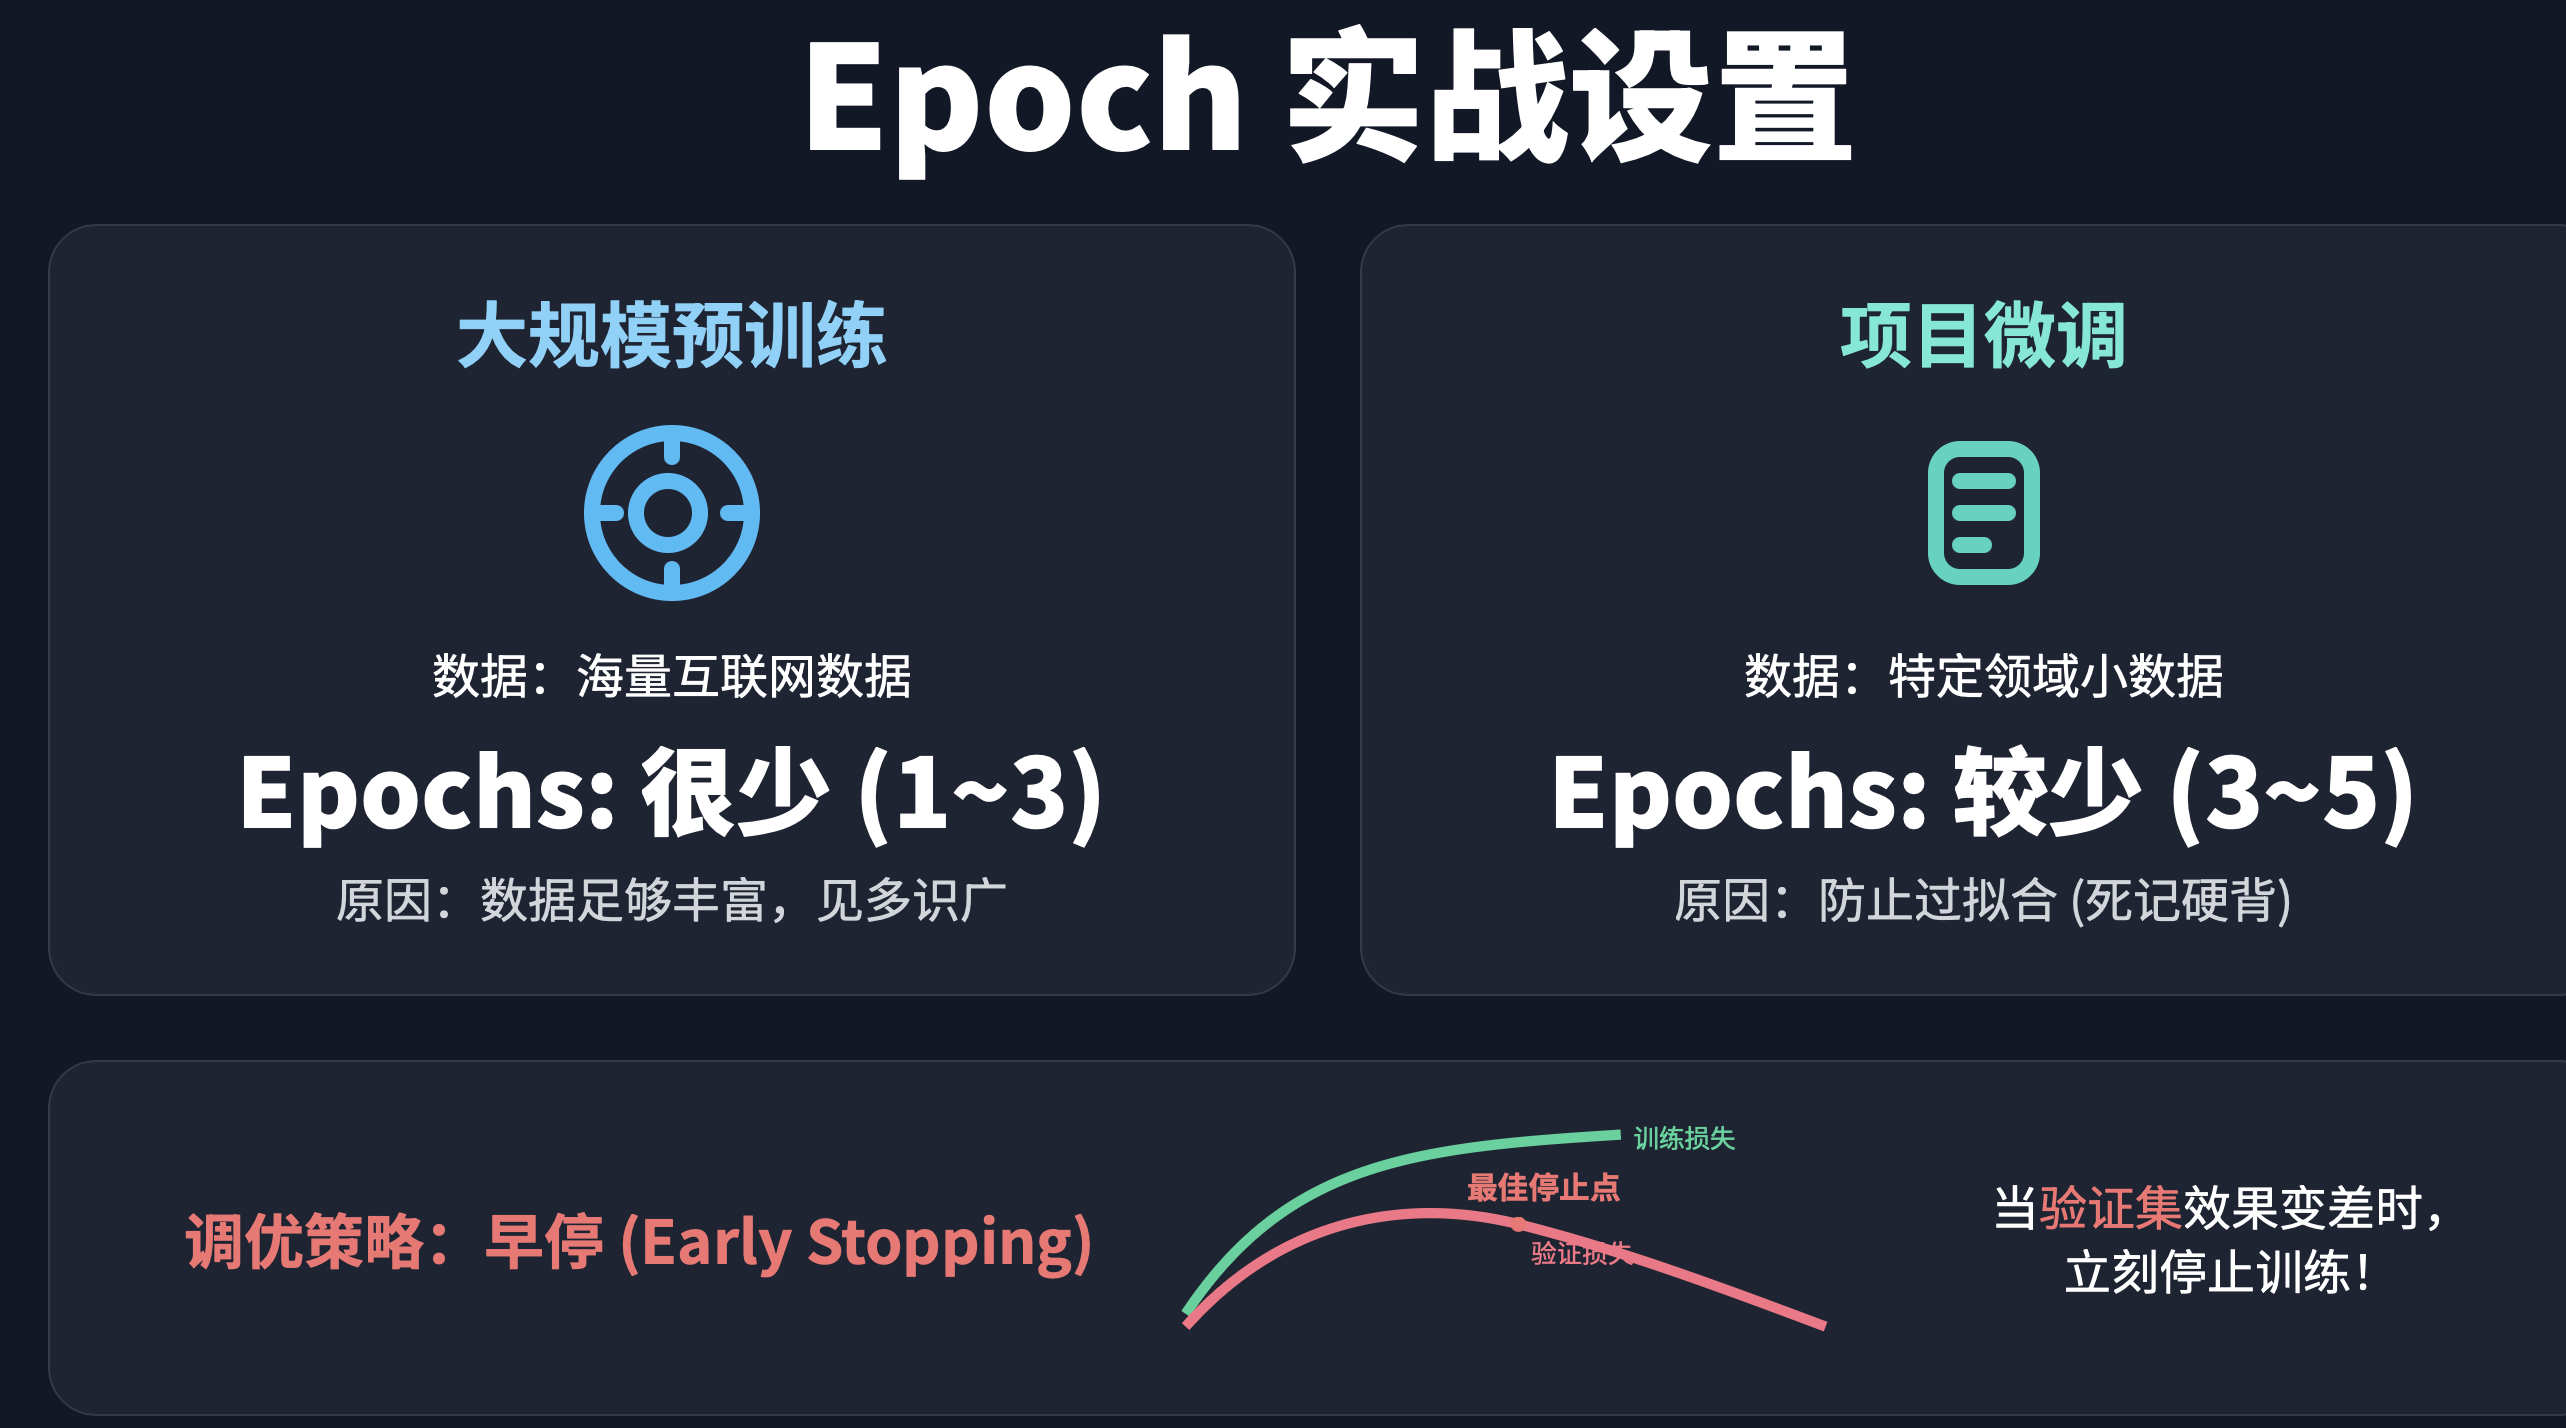 Epoch 实战设置
大规模预训练
数据：海量互联网数据
Epochs: 很少 (1~3)
原因：数据足够丰富，见多识广
项目微调
数据：特定领域小数据
Epochs: 较少 (3~5)
原因：防止过拟合 (死记硬背)
调优策略：早停 (Early Stopping)
训练损失
最佳停止点
验证损失
当验证集效果变差时，
立刻停止训练！